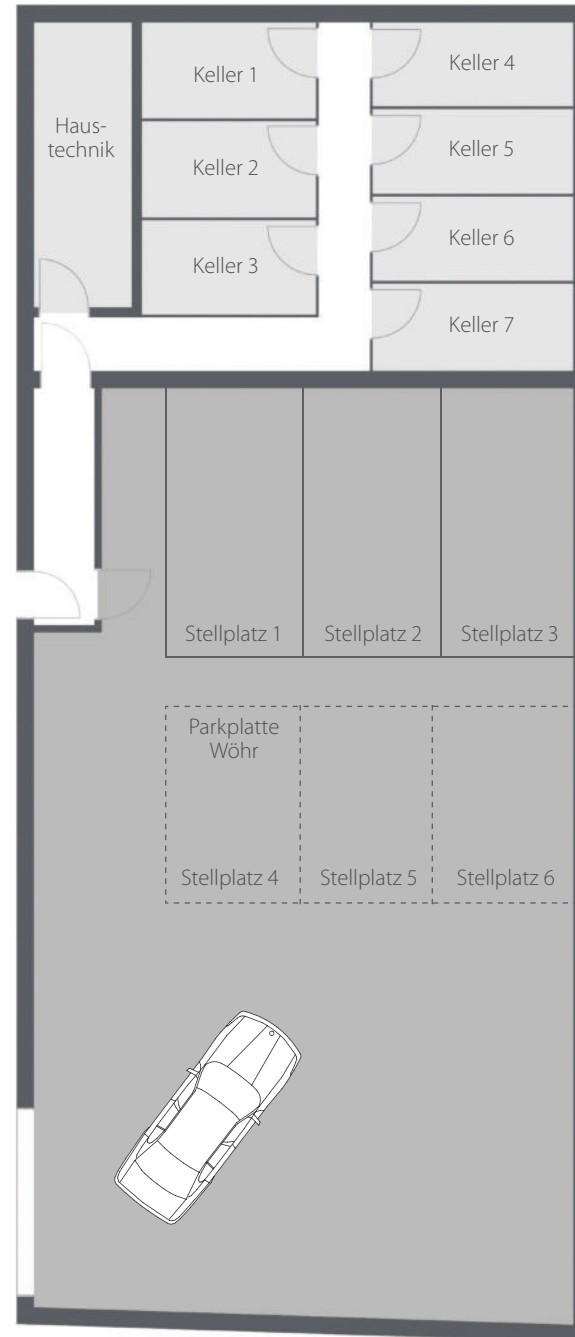 Keller 1
Keller 4
Haus-
technik
Keller 2
Keller 5
Keller 3
Keller 6
Keller 7
Stellplatz 1
Stellplatz 2
Stellplatz 3
Parkplatte
Wöhr
Stellplatz 4
Stellplatz 5
Stellplatz 6